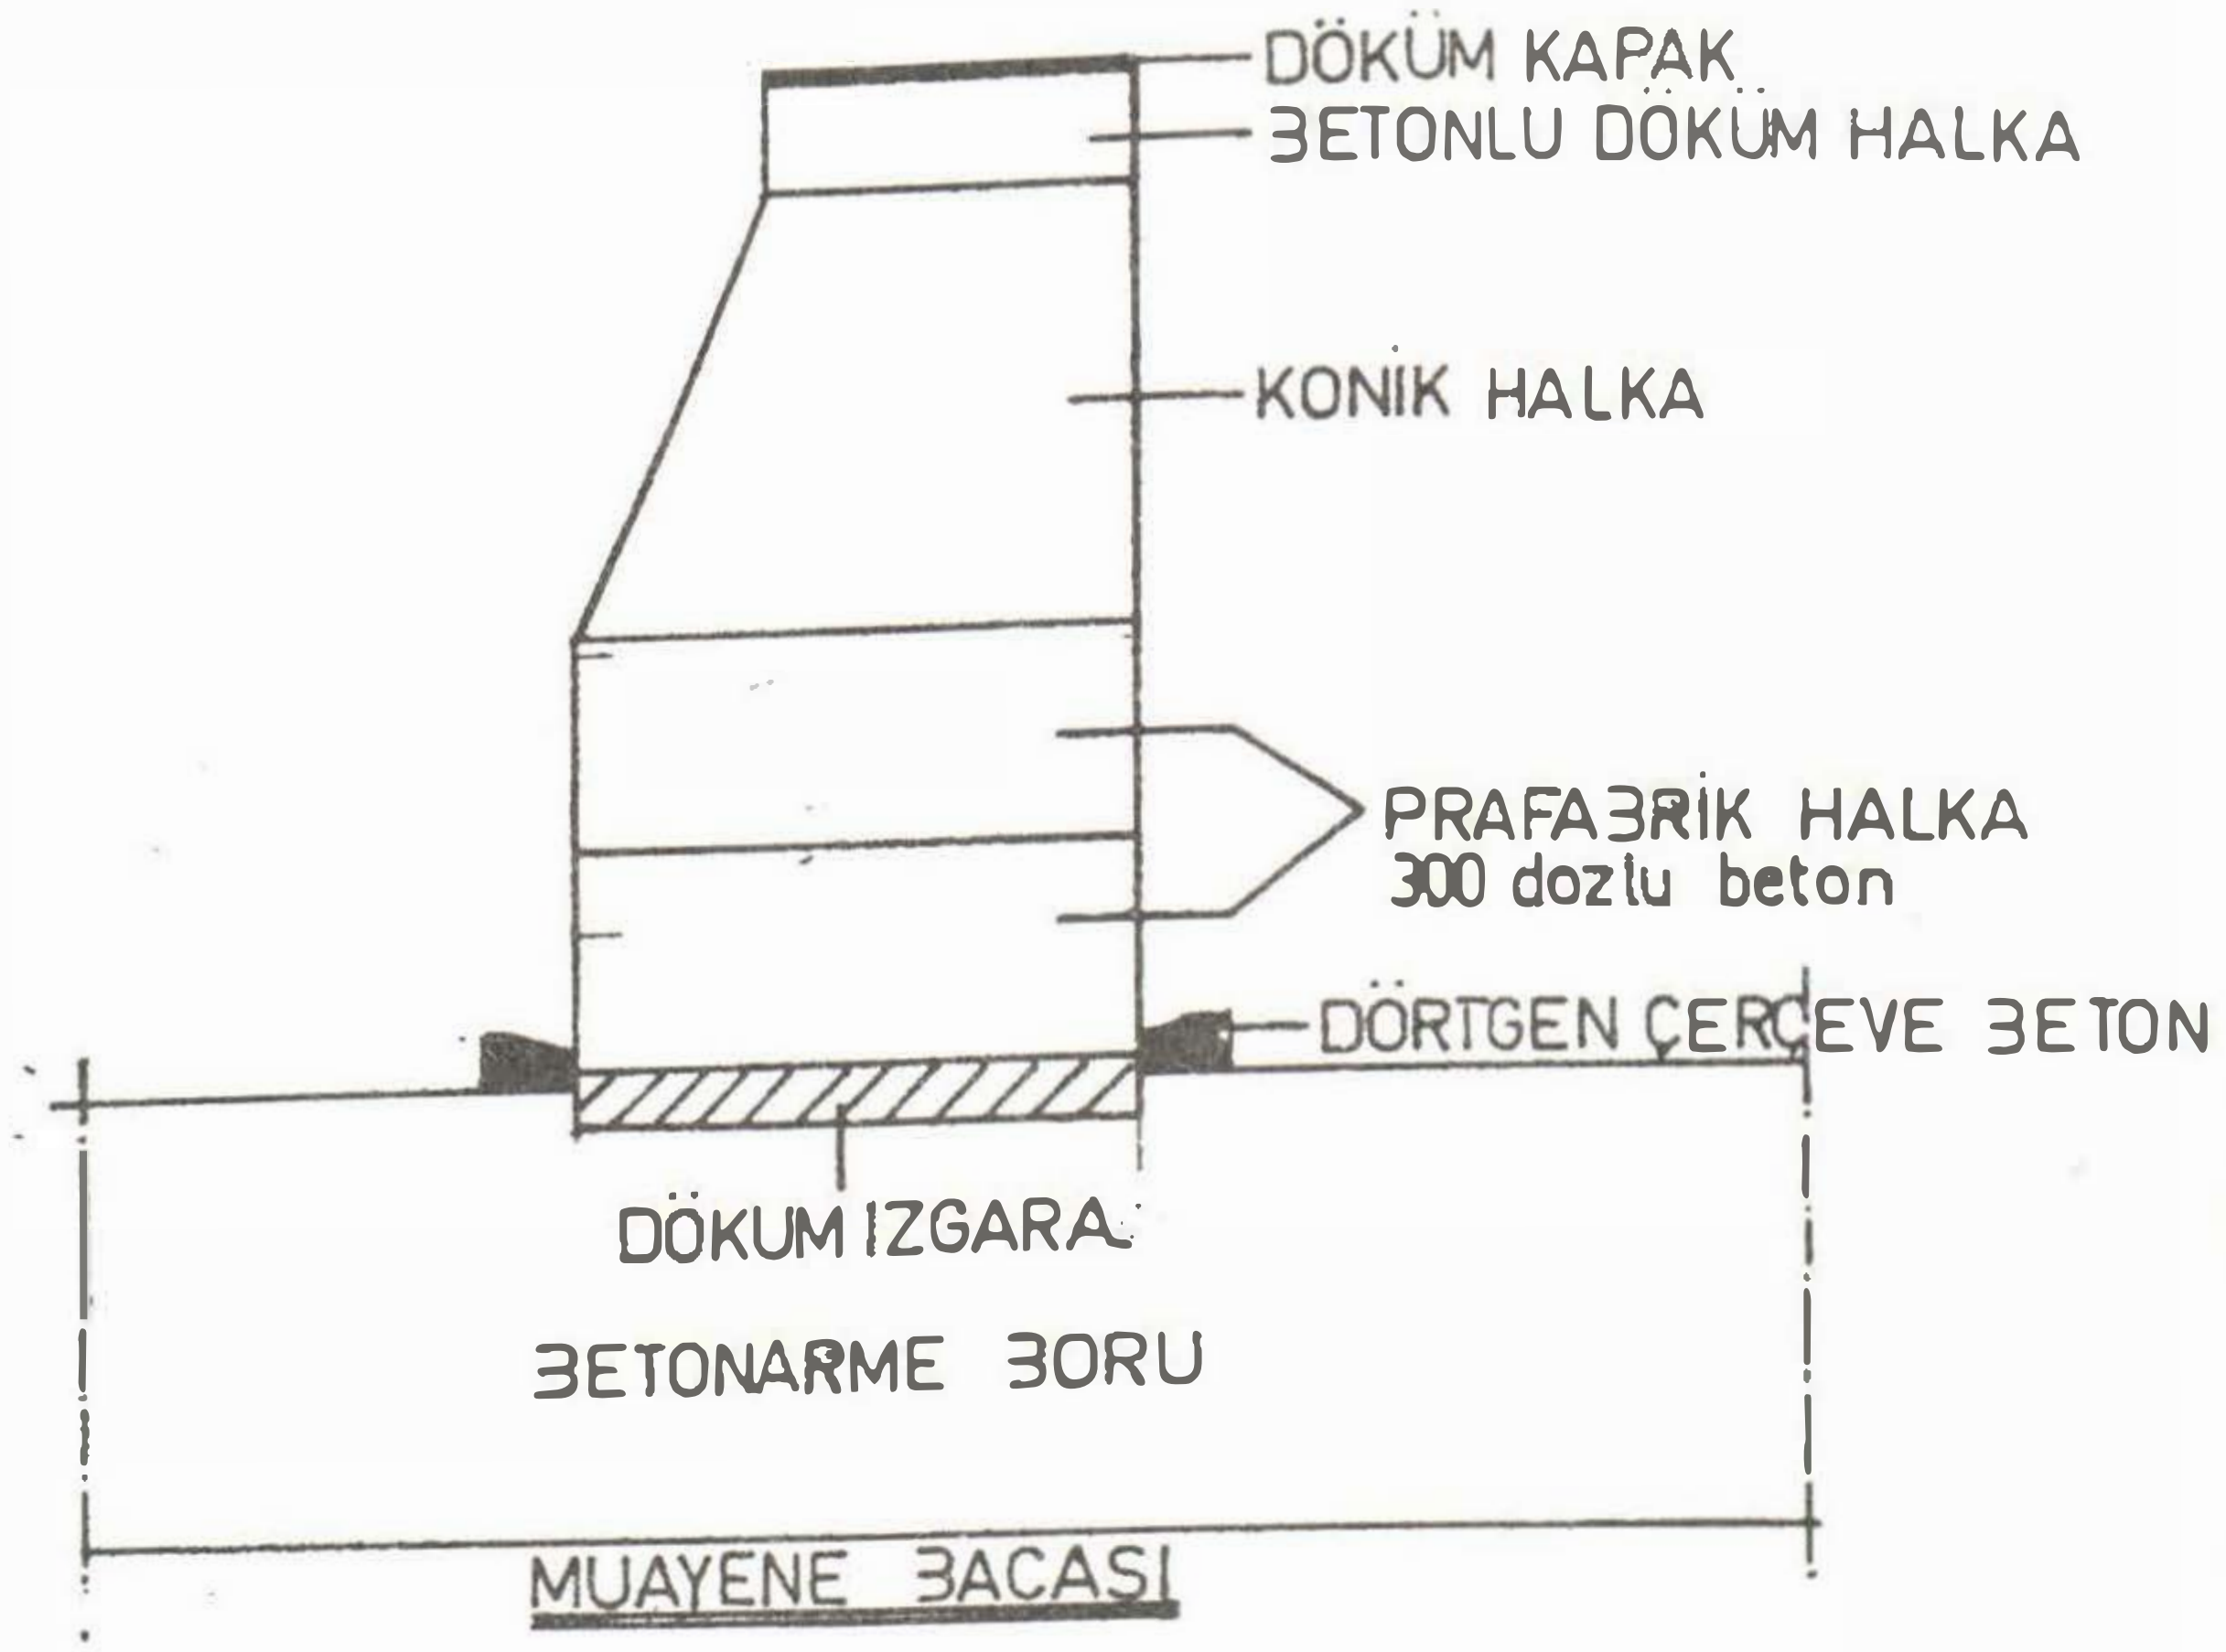 DÖKÜM KAPAK
BETONLU DÖKÜM HALKA
KONİK HALKA
PRAFABRİK HALKA
300 dozlu beton
DÖRTGEN ÇERÇEVE BETON
DÖKUM IZGARA
BETONARME BORU
MUAYENE BACASI